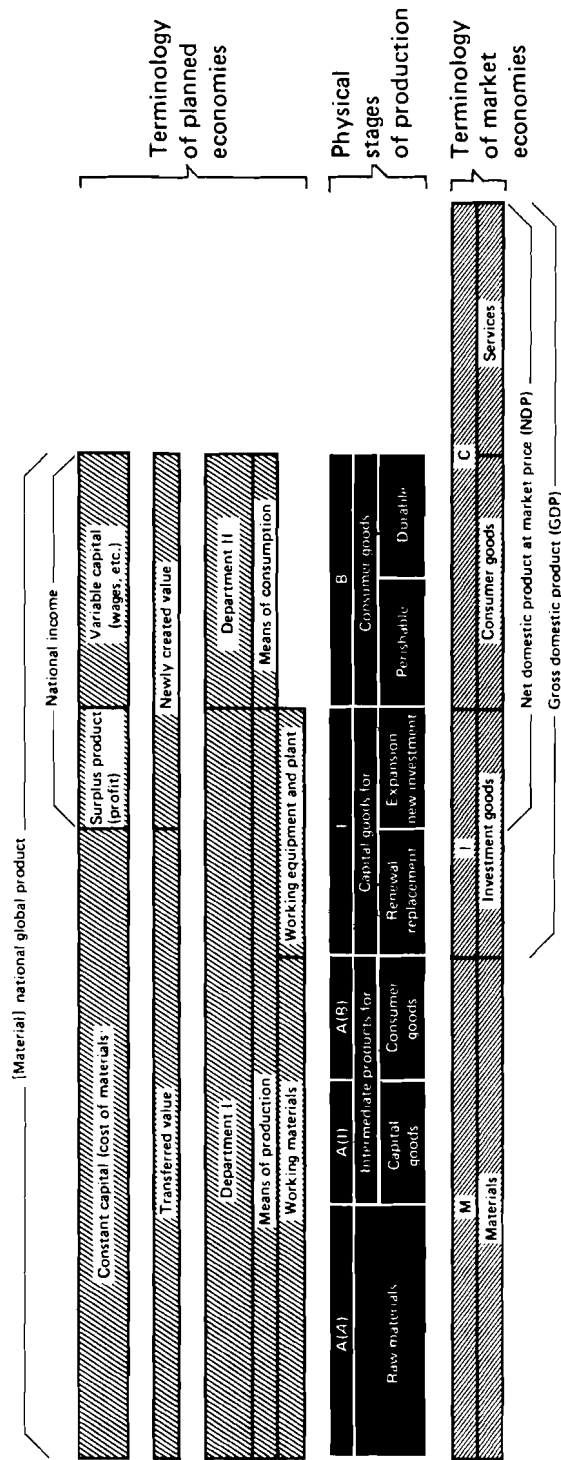 [Material] national global product
National income
Constant capital (cost of materials)
Surplus product
(profit)
Variable capital
(wages, etc.)
Transferred value
Newly created value
Department I
Department II
Means of production
Means of consumption
Working materials
Working equipment and plant
Terminology
of planned
economies
A(A)
A(I)
A(B)
I
B
Intermediate products for
Capital goods for
Consumer goods
Raw materials
Capital
goods
Consumer
goods
Renewal
replacement
Expansion
new investment
Perishable
Durable
Physical
stages
of production
M
I
C
Materials
Investment goods
Consumer goods
Services
Terminology
of market
economies
Net domestic product at market price (NDP)
Gross domestic product (GDP)